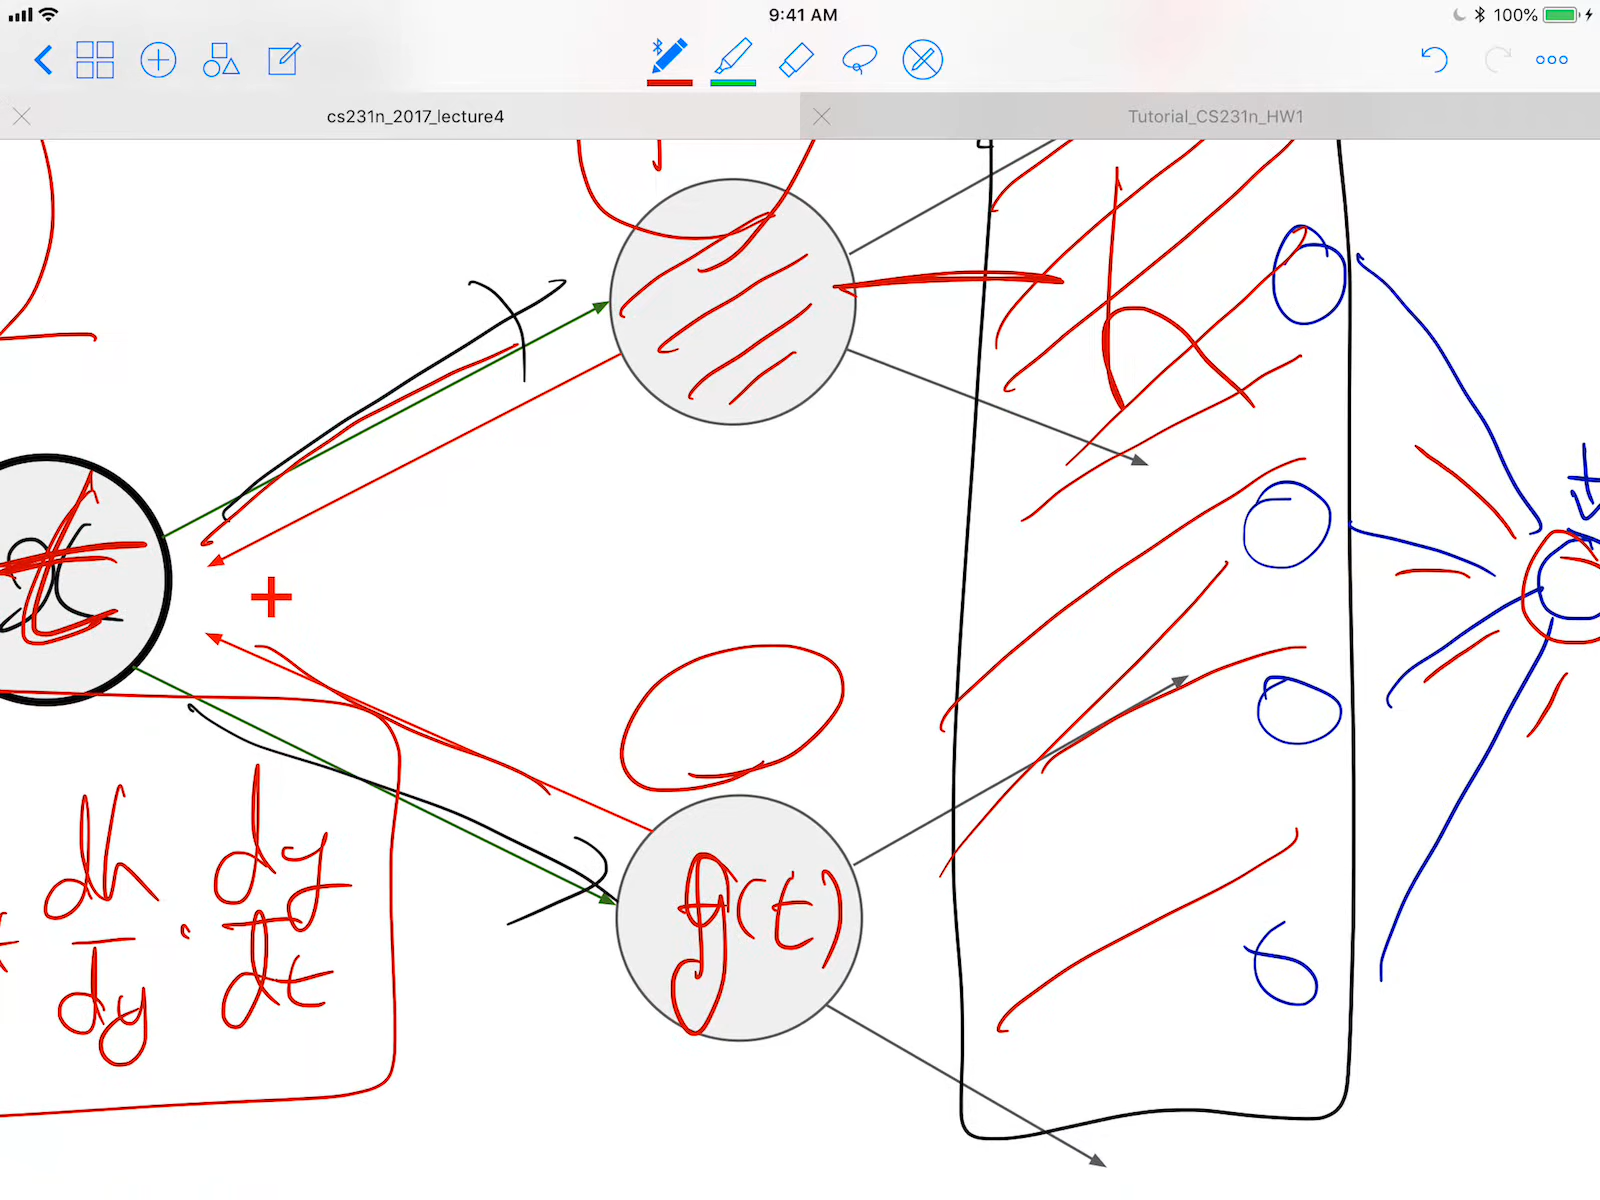 9:41 AM 100%
cs231n_2017_lecture4 Tutorial_CS231n_HW1
h
x t
+
t
y(t)
dh/dy · dy/dt